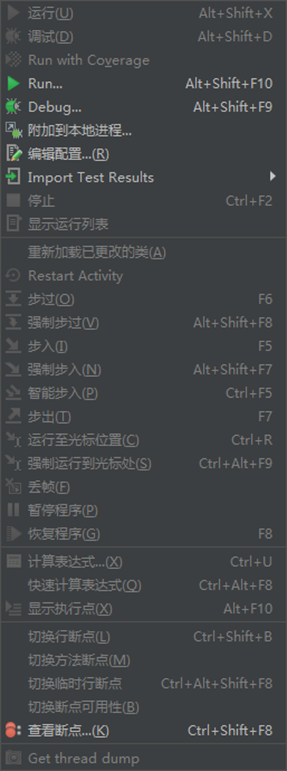 运行(U) Alt+Shift+X
调试(D) Alt+Shift+D
Run with Coverage
Run... Alt+Shift+F10
Debug... Alt+Shift+F9
附加到本地进程...
编辑配置...(R)
Import Test Results
停止 Ctrl+F2
显示运行列表
重新加载已更改的类(A)
Restart Activity
步过(O) F6
强制步过(V) Alt+Shift+F8
步入(I) F5
强制步入(N) Alt+Shift+F7
智能步入(P) Ctrl+F5
步出(T) F7
运行至光标位置(C) Ctrl+R
强制运行到光标处(S) Ctrl+Alt+F9
丢帧(F)
暂停程序(P)
恢复程序(G) F8
计算表达式...(X) Ctrl+U
快速计算表达式(Q) Ctrl+Alt+F8
显示执行点(X) Alt+F10
切换行断点(L) Ctrl+Shift+B
切换方法断点(M)
切换临时行断点 Ctrl+Alt+Shift+F8
切换断点可用性(B)
查看断点...(K) Ctrl+Shift+F8
Get thread dump